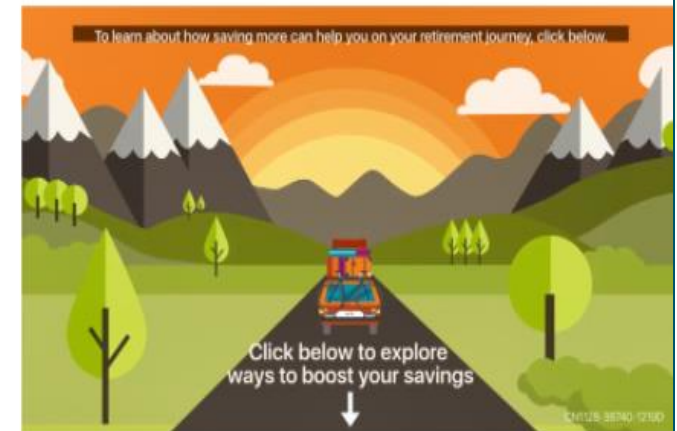 To learn about how saving more can help you on your retirement journey, click below.
Click below to explore
ways to boost your savings